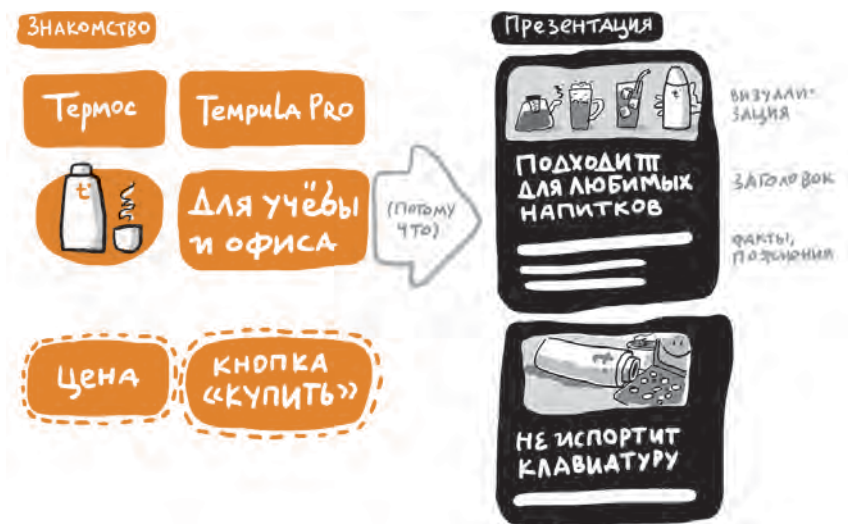 Знакомство
Термос
Tempula Pro
t°
Для учёбы
и офиса
Цена
кнопка
«купить»
(потому
что)
Презентация
t
Подходит
для любимых
напитков
Не испортит
клавиатуру
визуали-
зация
заголовок
факты,
пояснения